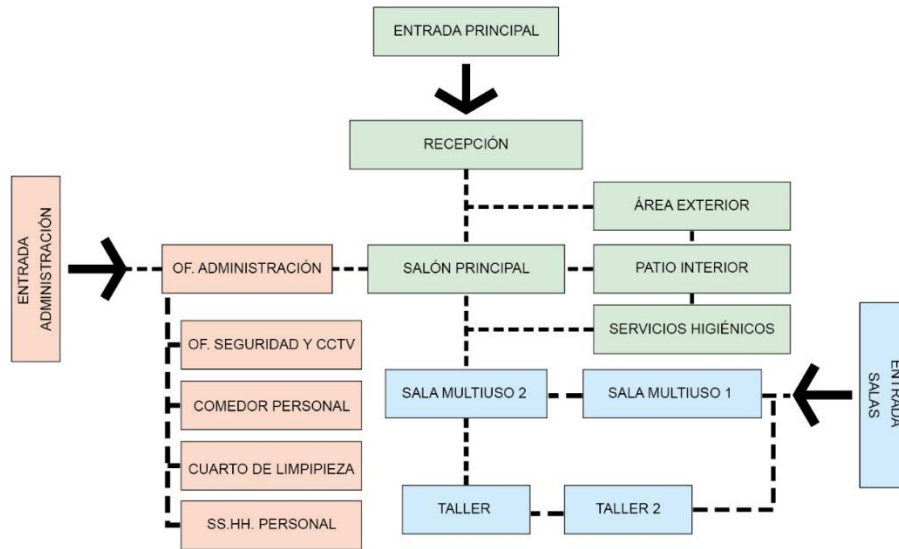 ENTRADA PRINCIPAL
RECEPCIÓN
ENTRADA
ADMINISTRACIÓN
ÁREA EXTERIOR
OF. ADMINISTRACIÓN
SALÓN PRINCIPAL
PATIO INTERIOR
OF. SEGURIDAD Y CCTV
SERVICIOS HIGIÉNICOS
COMEDOR PERSONAL
SALA MULTIUSO 2
SALA MULTIUSO 1
ENTRADA
SALAS
CUARTO DE LIMPIPIEZA
SS.HH. PERSONAL
TALLER
TALLER 2